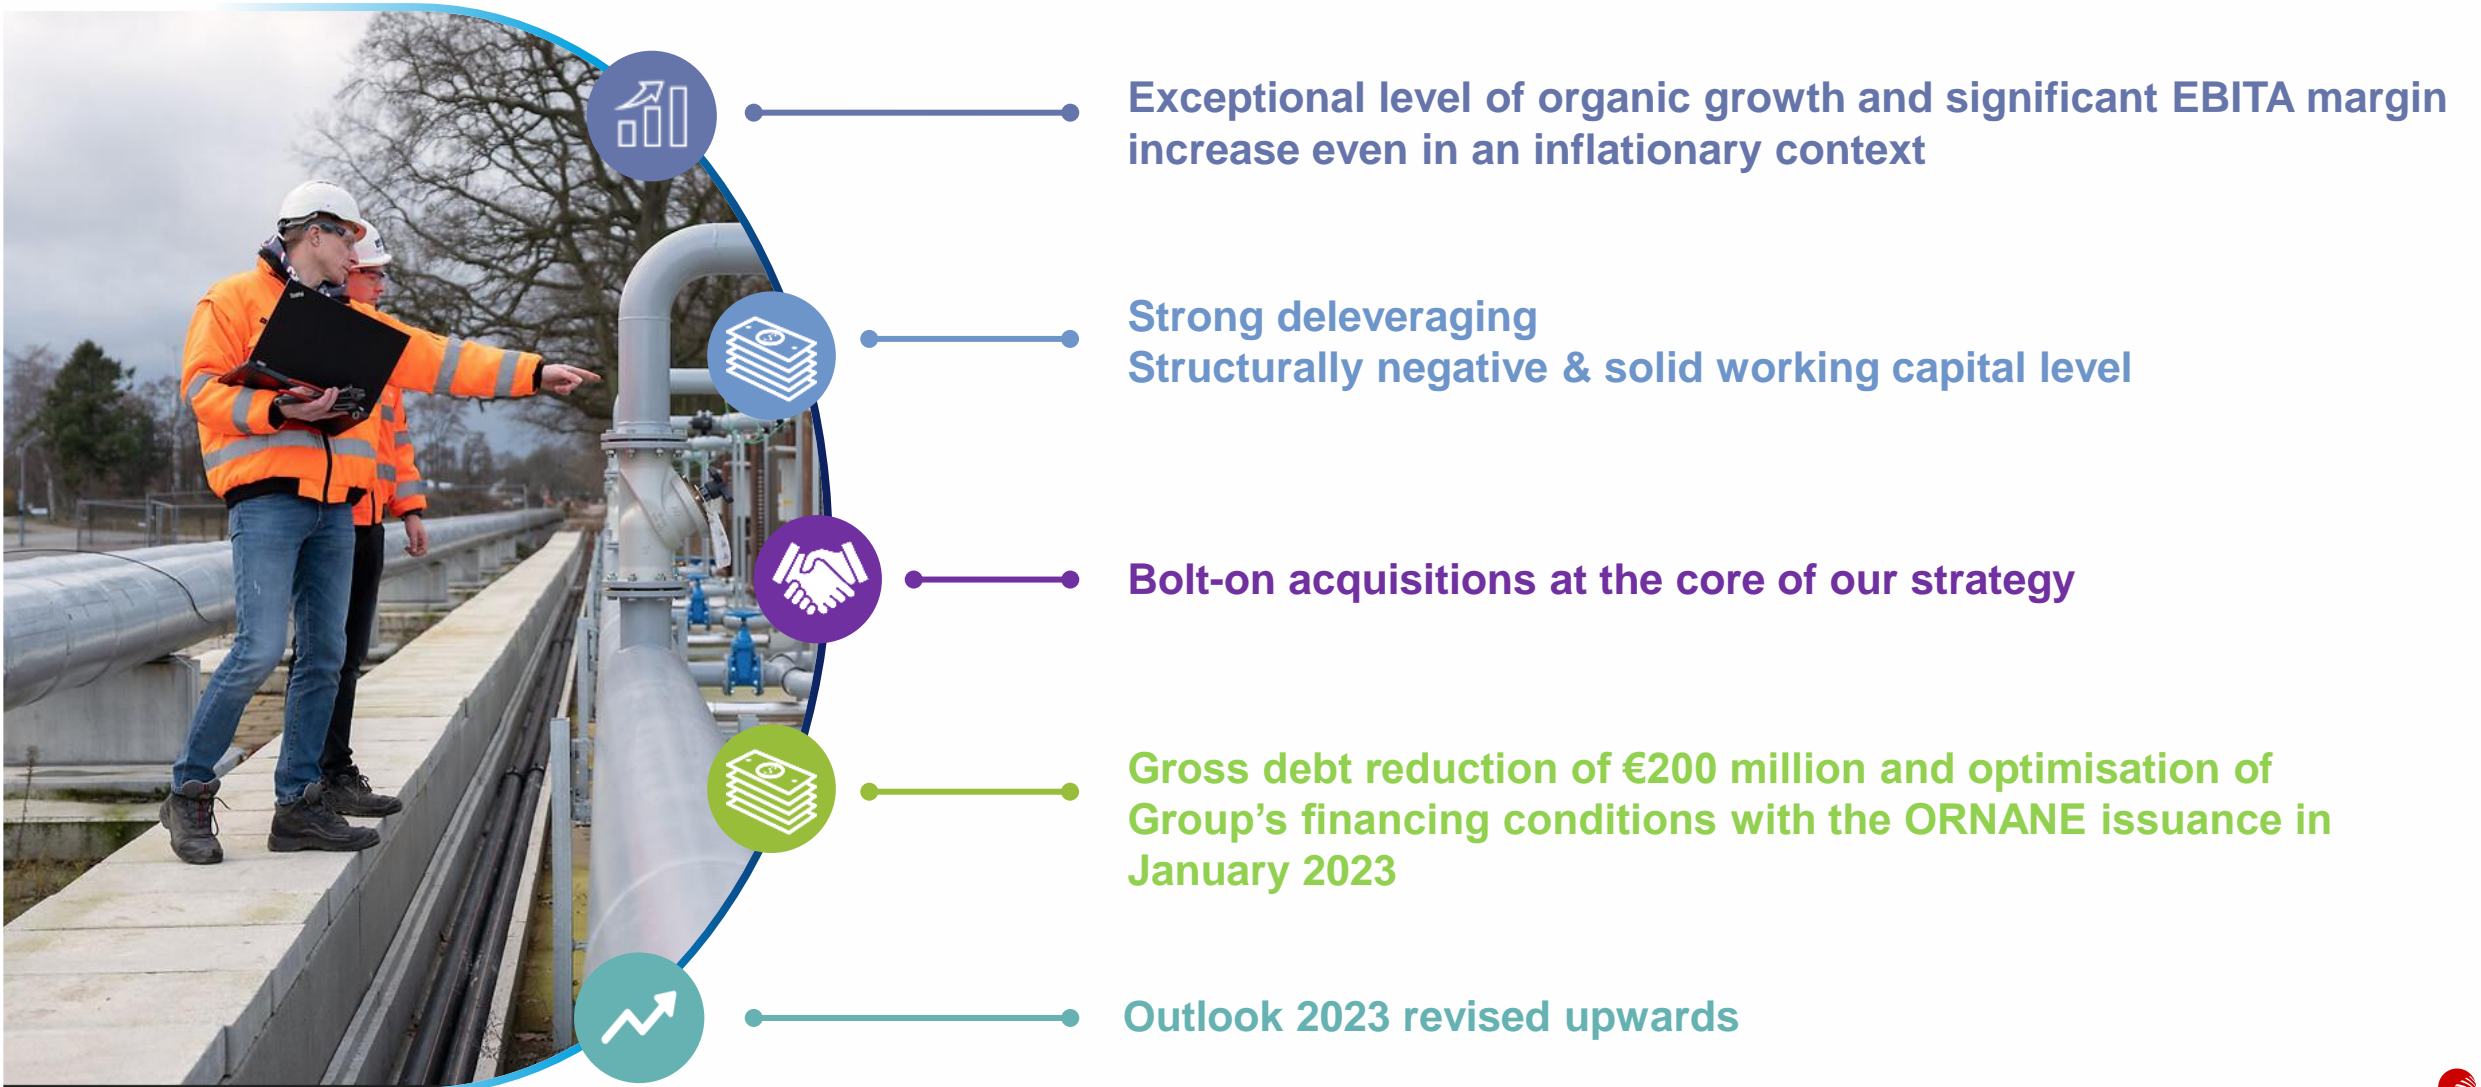 Exceptional level of organic growth and significant EBITA margin
increase even in an inflationary context
Strong deleveraging
Structurally negative & solid working capital level
Bolt-on acquisitions at the core of our strategy
Gross debt reduction of €200 million and optimisation of
Group’s financing conditions with the ORNANE issuance in
January 2023
Outlook 2023 revised upwards